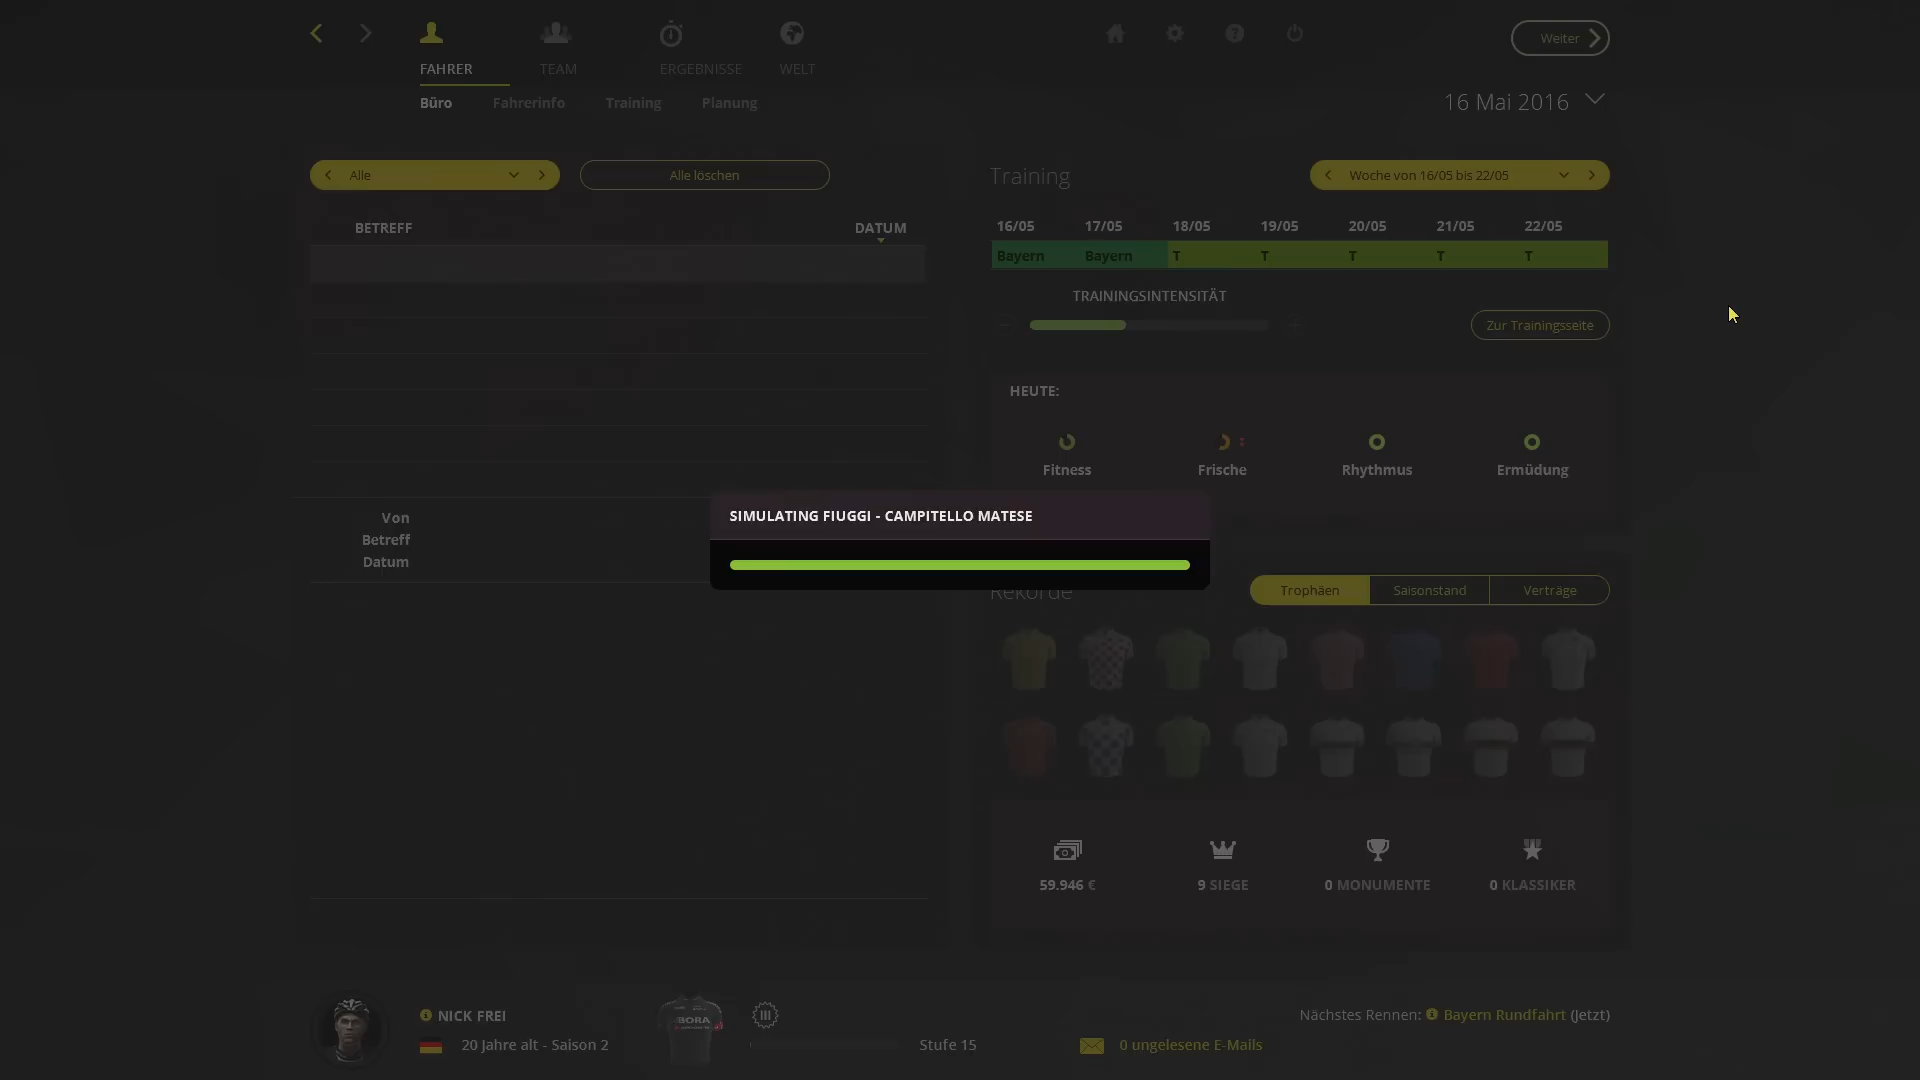 Weiter
FAHRER TEAM ERGEBNISSE WELT
Büro Fahrerinfo Training Planung
16 Mai 2016
Alle Alle löschen
BETREFF DATUM
Training Woche von 16/05 bis 22/05
16/05 17/05 18/05 19/05 20/05 21/05 22/05
Bayern Bayern T T T T T
TRAININGSINTENSITÄT
Zur Trainingsseite
HEUTE:
Fitness Frische Rhythmus Ermüdung
SIMULATING FIUGGI - CAMPITELLO MATESE
Von
Betreff
Datum
Rekorde Trophäen Saisonstand Verträge
59.946 € 9 SIEGE 0 MONUMENTE 0 KLASSIKER
NICK FREI
20 Jahre alt - Saison 2
BORA
III
Stufe 15
Nächstes Rennen: Bayern Rundfahrt (Jetzt)
0 ungelesene E-Mails